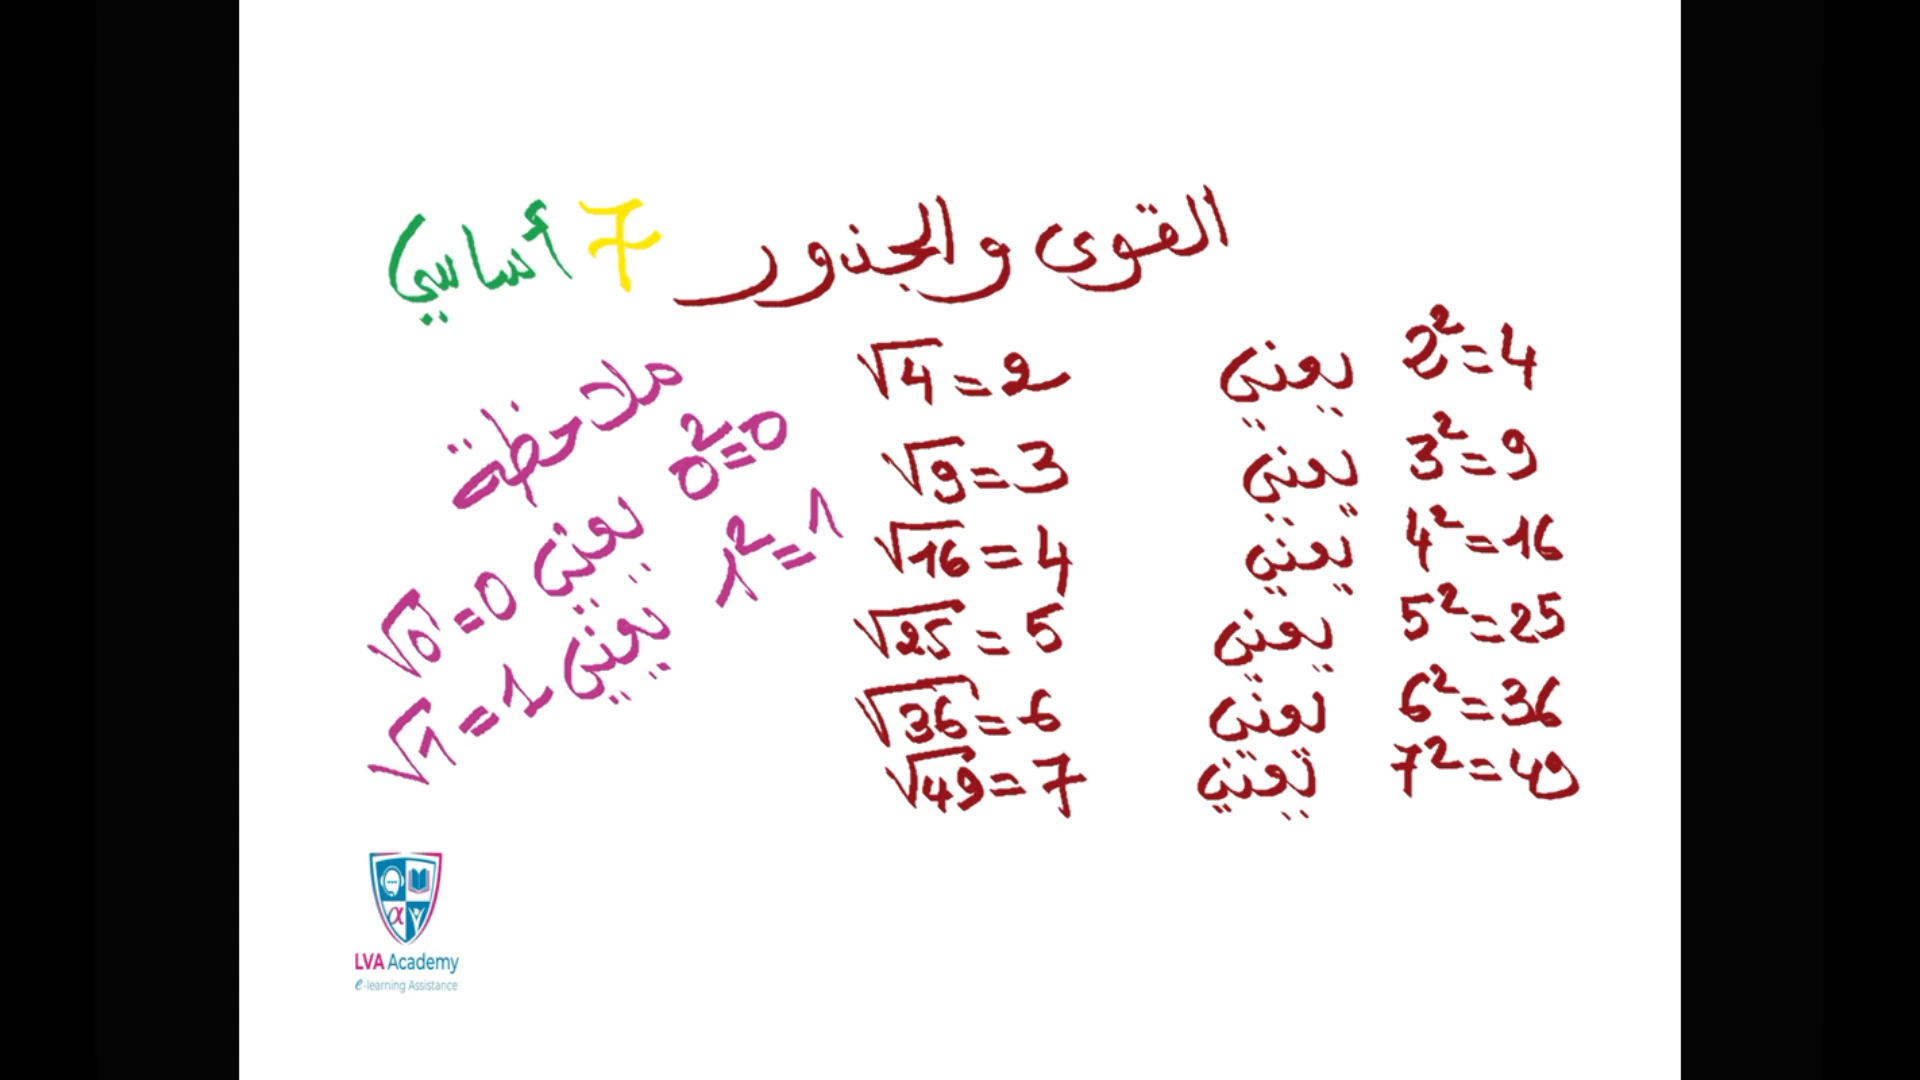 القوى والجذور 7 أساسي
2²=4 يعني √4=2
3²=9 يعني √9=3
4²=16 يعني √16=4
5²=25 يعني √25=5
6²=36 يعني √36=6
7²=49 يعني √49=7
ملاحظة
0²=0 يعني √0=0
1²=1 يعني √1=1
LVA Academy
e-learning Assistance